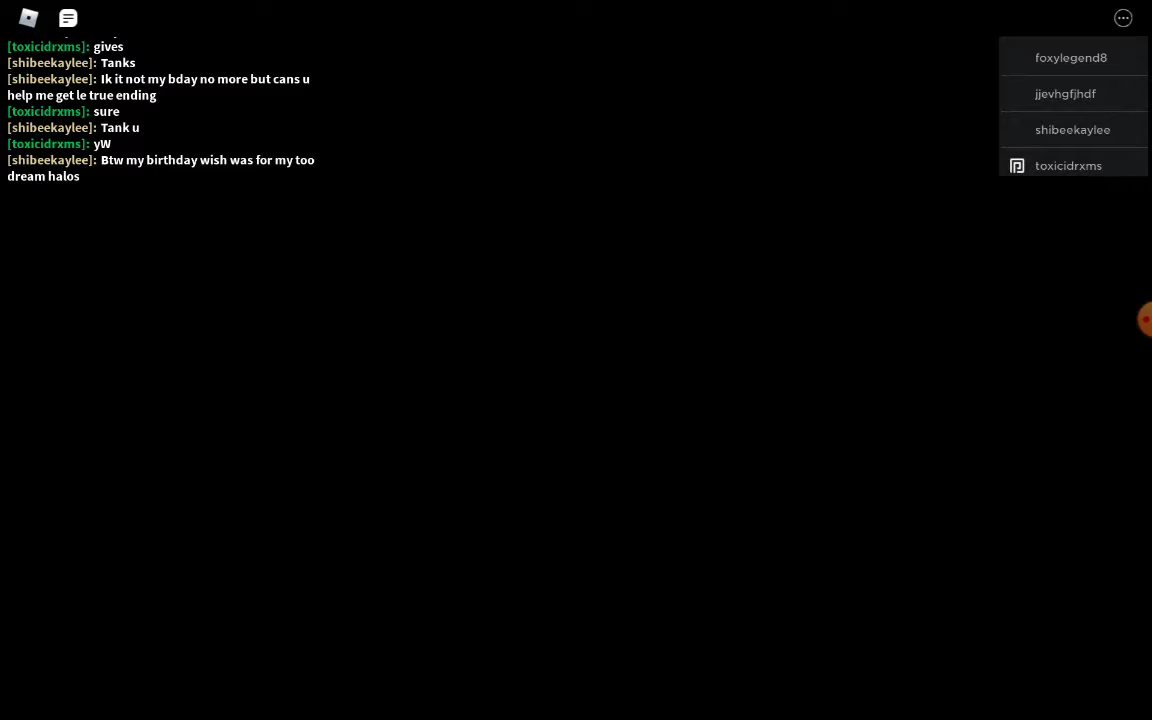 [toxicidrxms]: gives
[shibeekaylee]: Tanks
[shibeekaylee]: Ik it not my bday no more but cans u
help me get le true ending
[toxicidrxms]: sure
[shibeekaylee]: Tank u
[toxicidrxms]: yW
[shibeekaylee]: Btw my birthday wish was for my too
dream halos
foxylegend8
jjevhgfjhdf
shibeekaylee
toxicidrxms